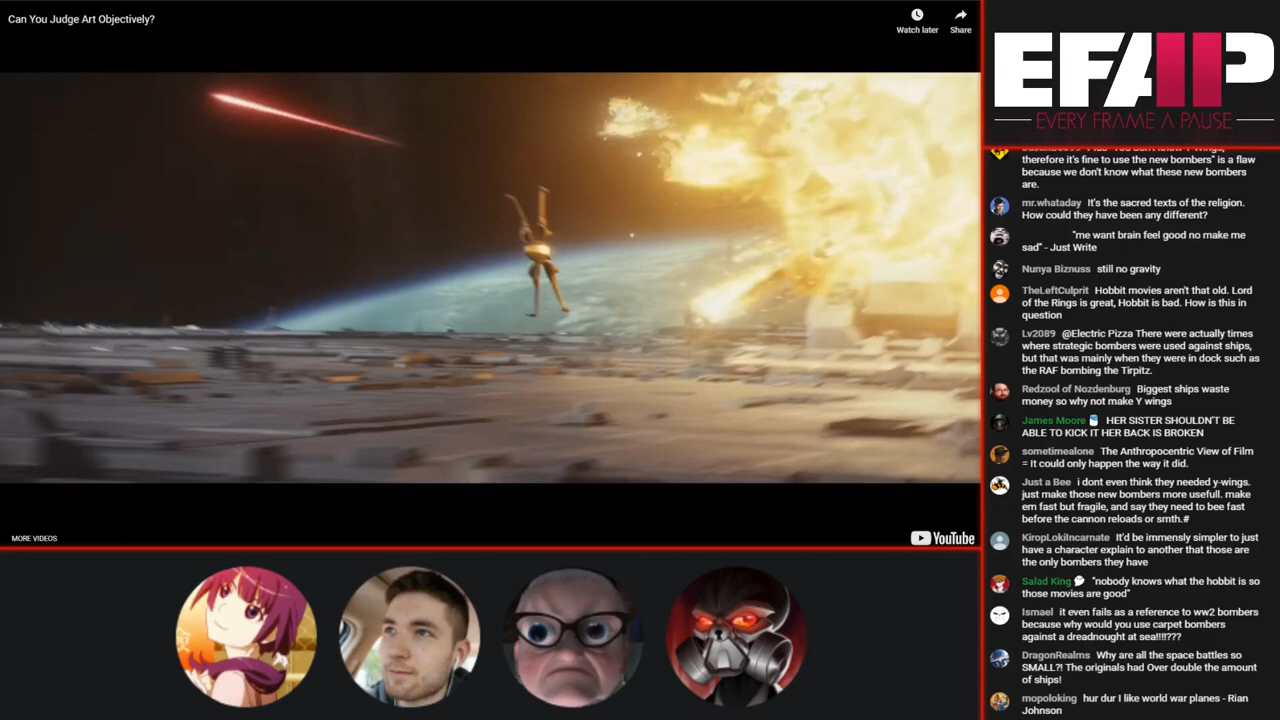 Can You Judge Art Objectively?
Watch later
Share
MORE VIDEOS
YouTube
EFAP
EVERY FRAME A PAUSE
therefore it's fine to use the new bombers" is a flaw
because we don't know what these new bombers
are.
mr.whataday It's the sacred texts of the religion.
How could they have been any different?
"me want brain feel good no make me
sad" - Just Write
Nunya Biznuss still no gravity
TheLeftCulprit Hobbit movies aren't that old. Lord
of the Rings is great, Hobbit is bad. How is this in
question
Lv2089 @Electric Pizza There were actually times
where strategic bombers were used against ships,
but that was mainly when they were in dock such as
the RAF bombing the Tirpitz.
Redzool of Nozdenburg Biggest ships waste
money so why not make Y wings
James Moore HER SISTER SHOULDN'T BE
ABLE TO KICK IT HER BACK IS BROKEN
sometimealone The Anthropocentric View of Film
= It could only happen the way it did.
Just a Bee i dont even think they needed y-wings.
just make those new bombers more usefull. make
em fast but fragile, and say they need to bee fast
before the cannon reloads or smth.#
KiropLokiIncarnate It'd be immensly simpler to just
have a character explain to another that those are
the only bombers they have
Salad King "nobody knows what the hobbit is so
those movies are good"
Ismael it even fails as a reference to ww2 bombers
because why would you use carpet bombers
against a dreadnought at sea!!!!???
DragonRealms Why are all the space battles so
SMALL?! The originals had Over double the amount
of ships!
mopoloking hur dur I like world war planes - Rian
Johnson